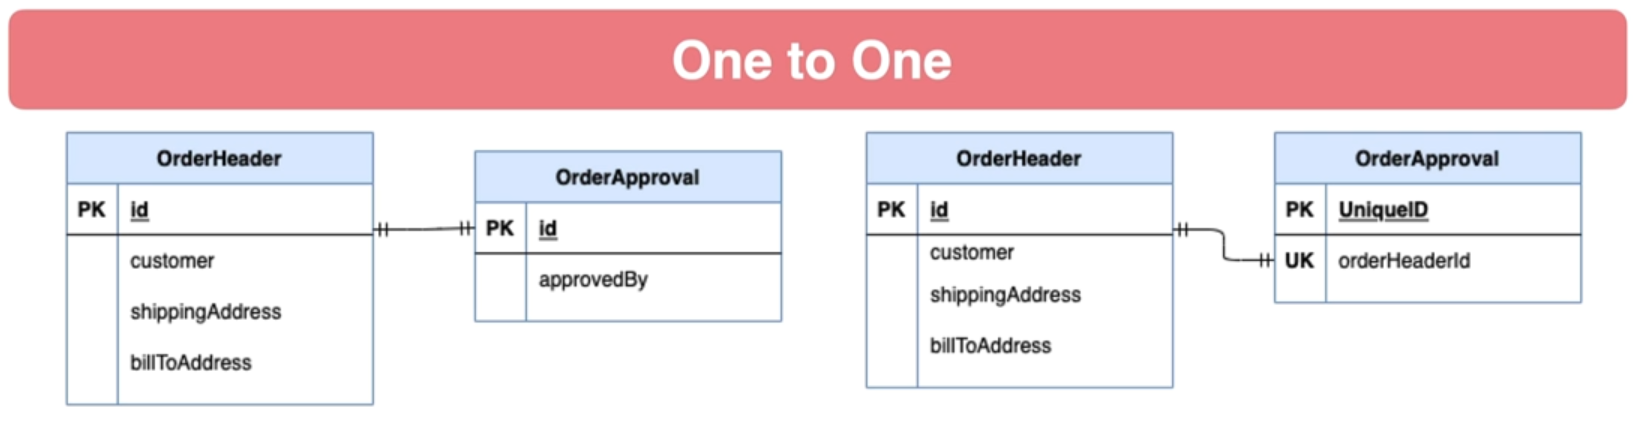 One to One
OrderHeader
PK id
customer
shippingAddress
billToAddress
OrderApproval
PK id
approvedBy
OrderHeader
PK id
customer
shippingAddress
billToAddress
OrderApproval
PK UniqueID
UK orderHeaderId